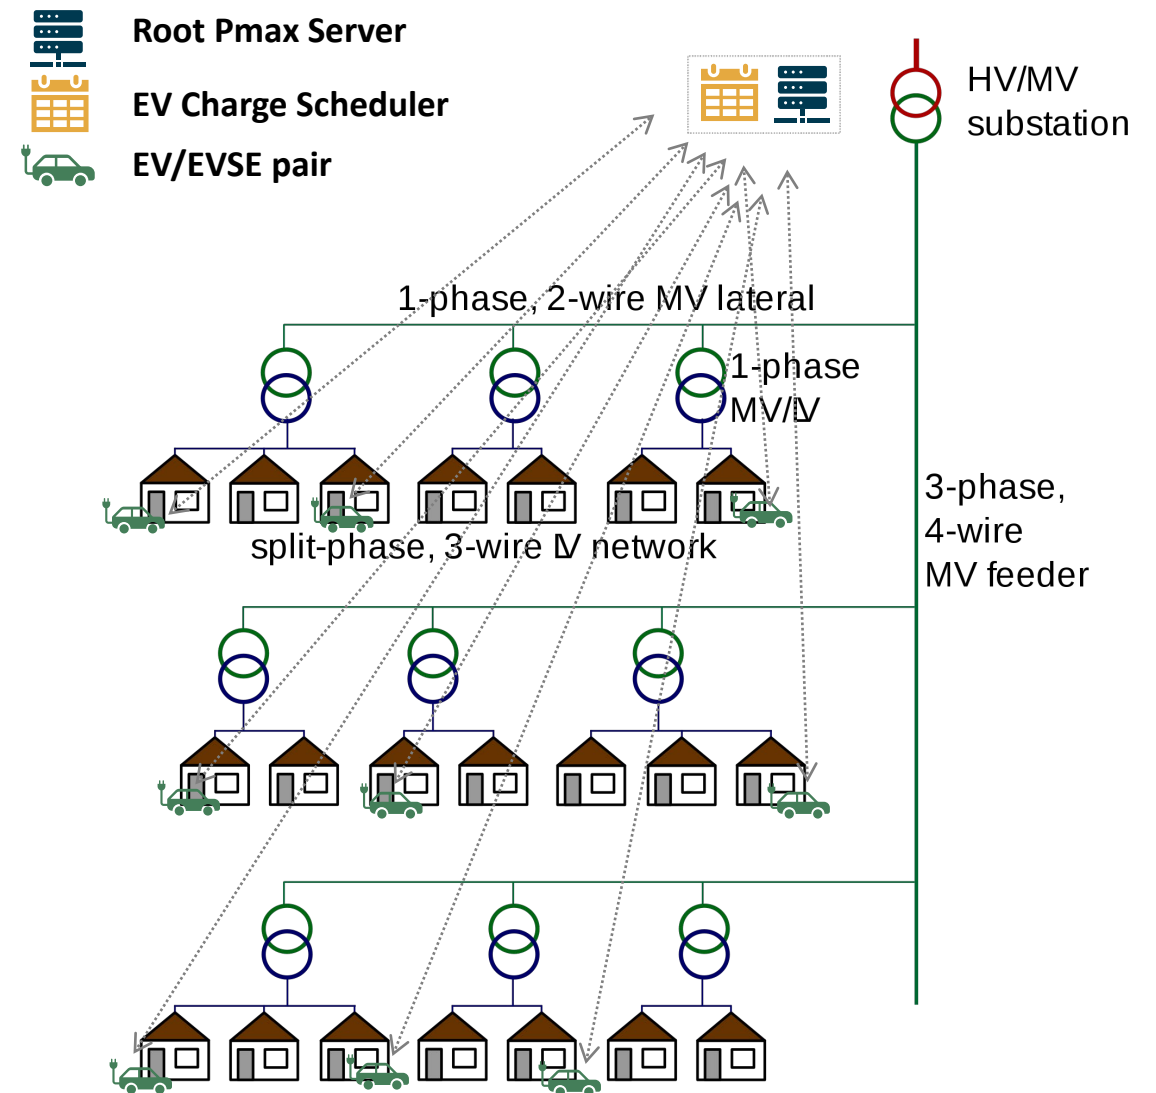 Root Pmax Server
EV Charge Scheduler
EV/EVSE pair
HV/MV
substation
1-phase, 2-wire MV lateral
1-phase
MV/LV
split-phase, 3-wire LV network
3-phase,
4-wire
MV feeder